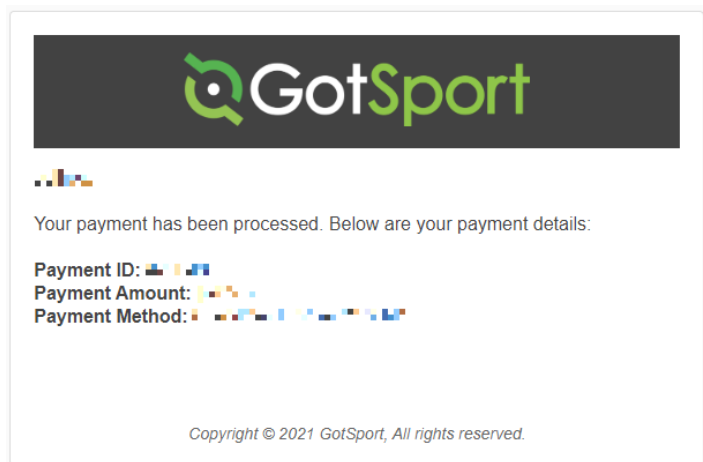 GotSport
Your payment has been processed. Below are your payment details:
Payment ID:
Payment Amount:
Payment Method:
Copyright © 2021 GotSport, All rights reserved.